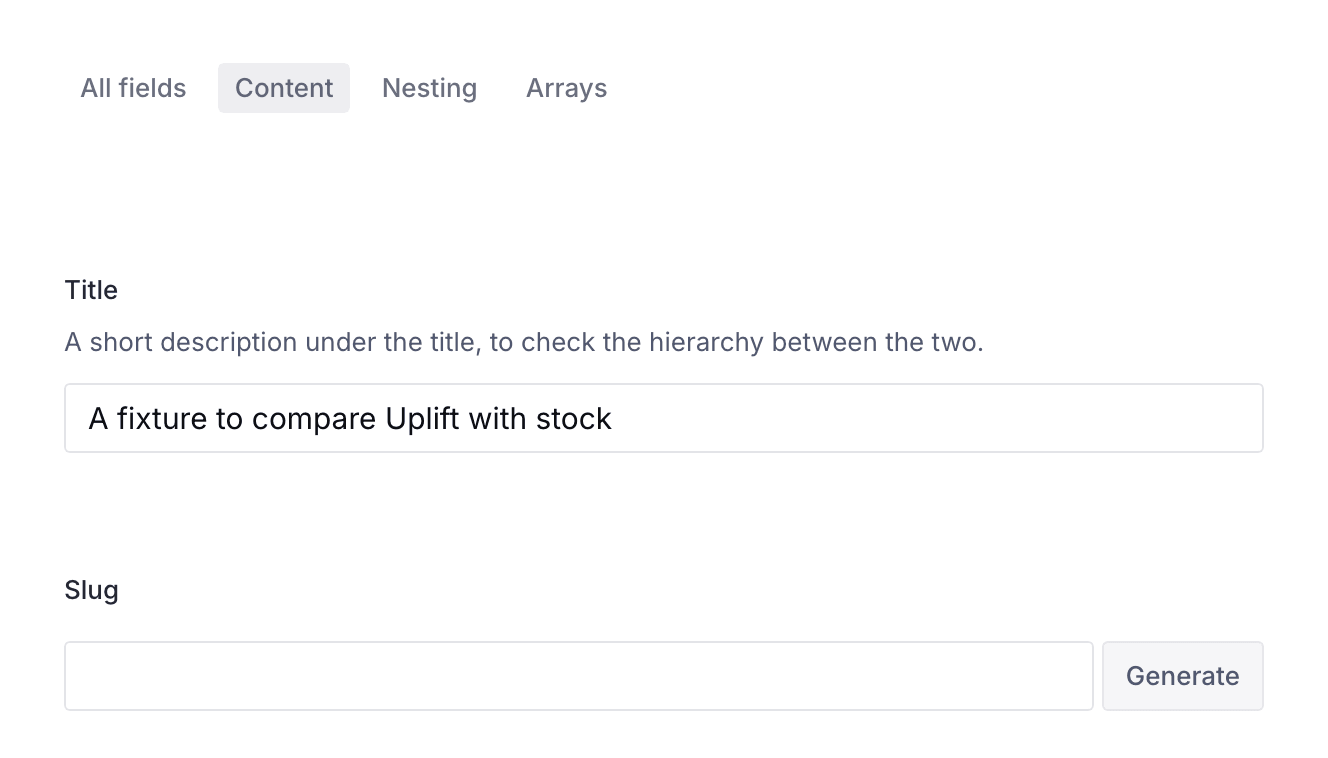 All fields Content Nesting Arrays
Title
A short description under the title, to check the hierarchy between the two.
A fixture to compare Uplift with stock
Slug
Generate